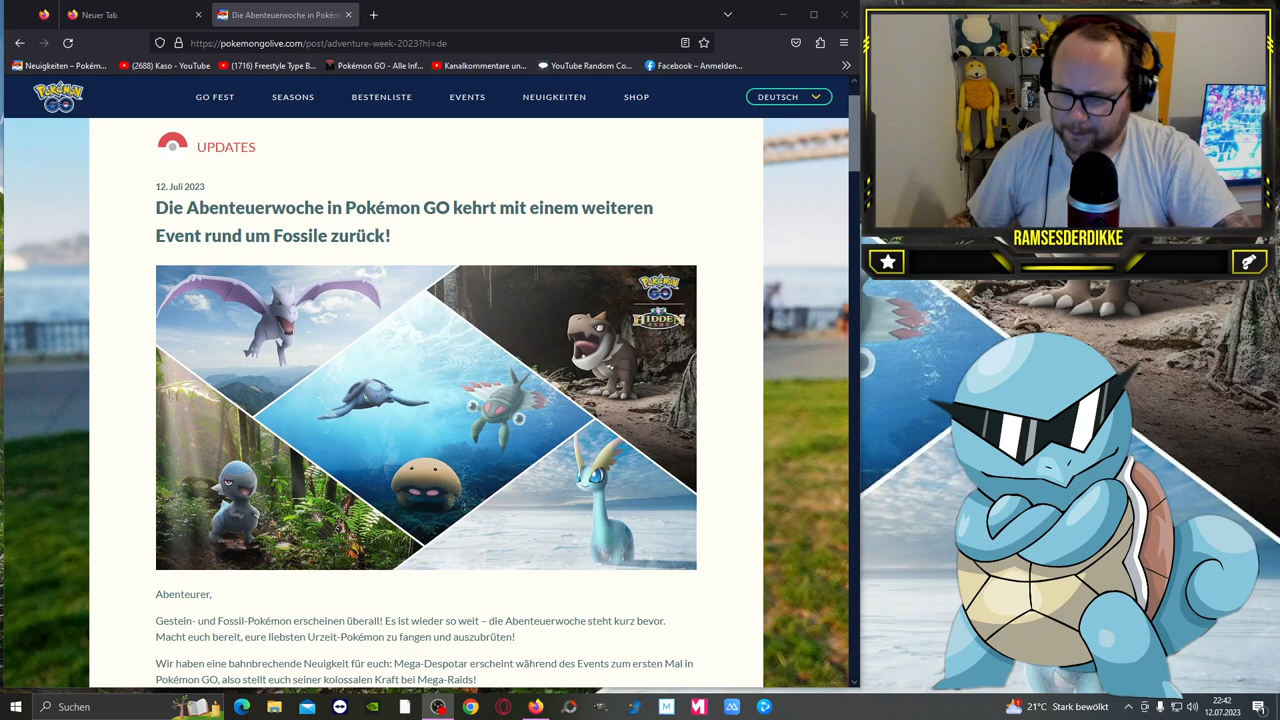 Neuer Tab
Die Abenteuerwoche in Pokém
https://pokemongolive.com/post/adventure-week-2023?hl=de
Neuigkeiten – Pokém...
(2688) Kaso - YouTube
(1716) Freestyle Type B...
Pokémon GO - Alle Inf...
Kanalkommentare un...
YouTube Random Co...
Facebook – Anmelden...
POKÉMON GO
GO FEST
SEASONS
BESTENLISTE
EVENTS
NEUIGKEITEN
SHOP
DEUTSCH
UPDATES
12. Juli 2023
Die Abenteuerwoche in Pokémon GO kehrt mit einem weiteren
Event rund um Fossile zurück!
POKÉMON GO
HIDDEN GEMS
Abenteurer,
Gestein- und Fossil-Pokémon erscheinen überall! Es ist wieder so weit – die Abenteuerwoche steht kurz bevor.
Macht euch bereit, eure liebsten Urzeit-Pokémon zu fangen und auszubrüten!
Wir haben eine bahnbrechende Neuigkeit für euch: Mega-Despotar erscheint während des Events zum ersten Mal in
Pokémon GO, also stellt euch seiner kolossalen Kraft bei Mega-Raids!
RAMSESDERDIKKE
Suchen
21°C Stark bewölkt
22:42
12.07.2023